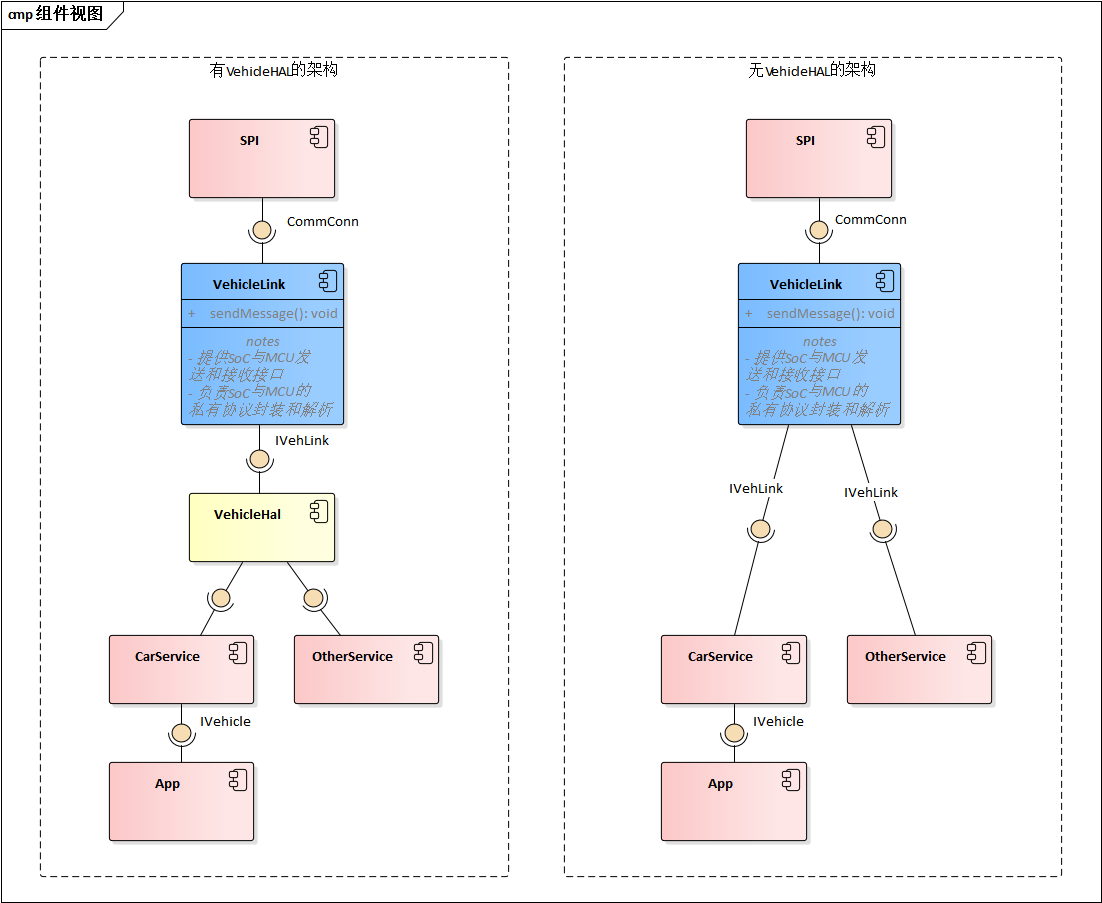 cmp 组件视图
有VehideHAL的架构
SPI
CommConn
VehicleLink
+ sendMessage(): void
notes
- 提供SoC与MCU发
送和接收接口
- 负责SoC与MCU的
私有协议封装和解析
IVehLink
VehicleHal
CarService
OtherService
IVehicle
App
无VehideHAL的架构
SPI
CommConn
VehicleLink
+ sendMessage(): void
notes
- 提供SoC与MCU发
送和接收接口
- 负责SoC与MCU的
私有协议封装和解析
IVehLink
IVehLink
CarService
OtherService
IVehicle
App